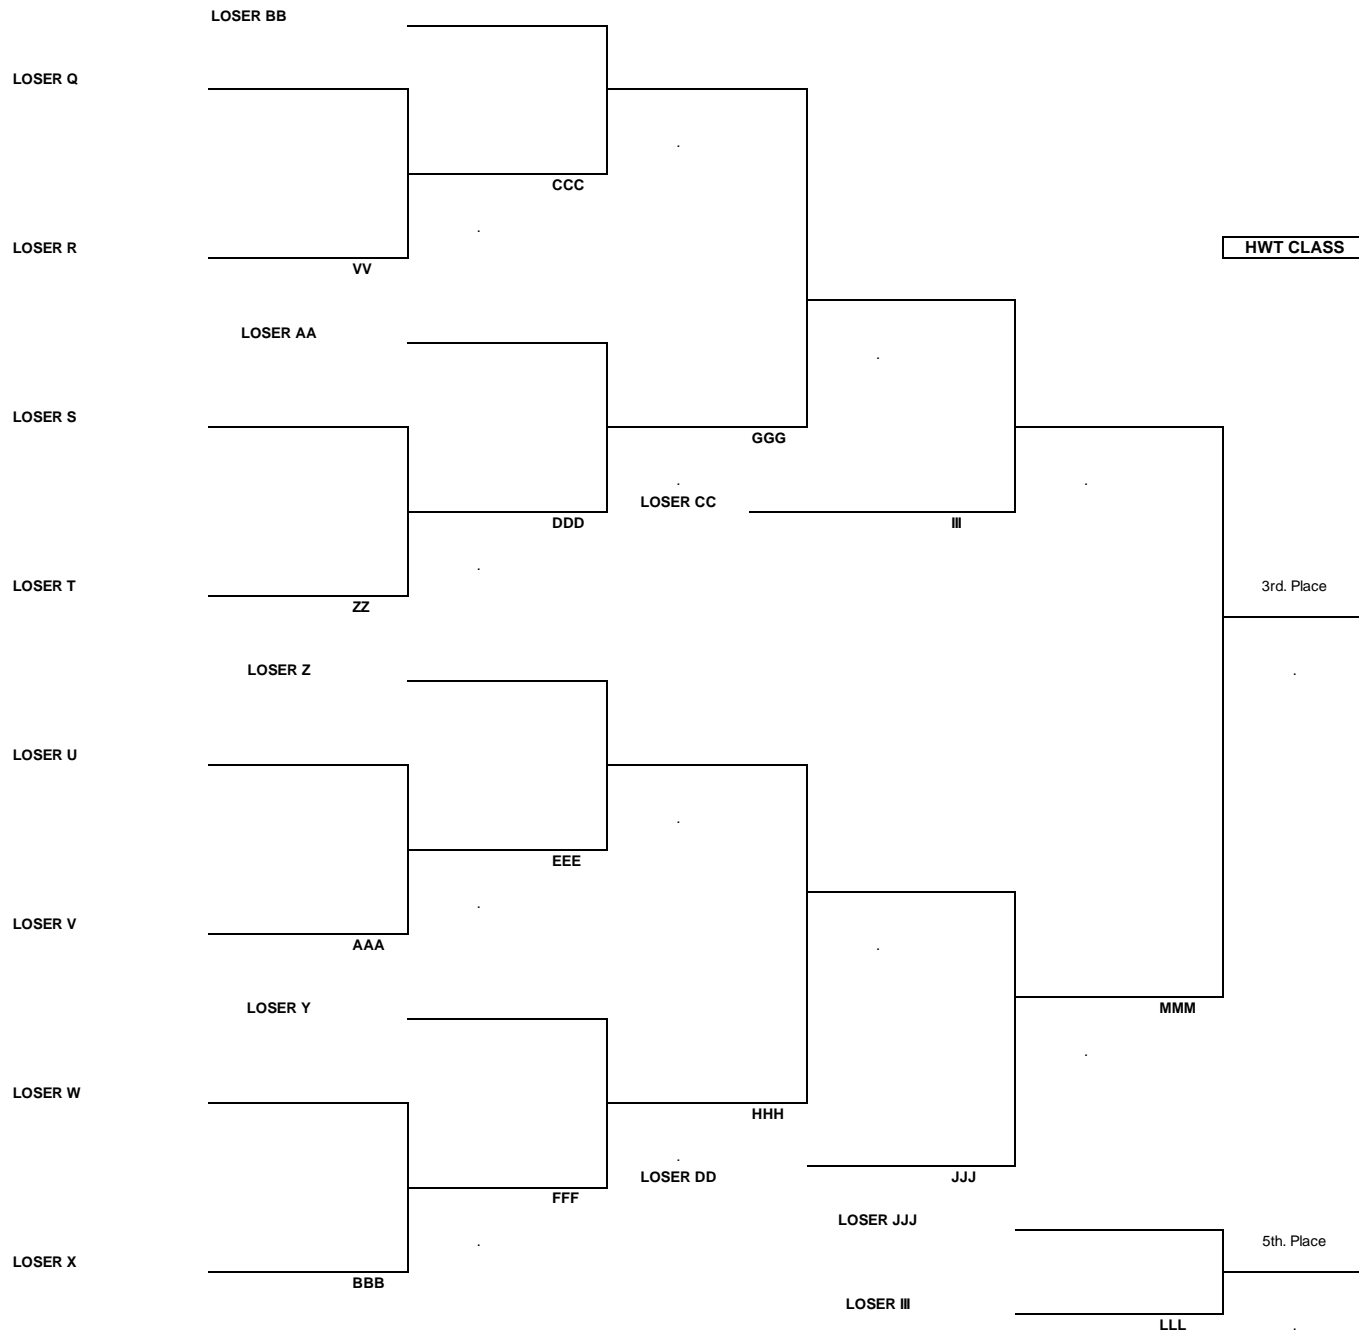 LOSER BB
LOSER Q
CCC
LOSER R
HWT CLASS
VV
LOSER AA
LOSER S
GGG
LOSER CC
DDD
III
LOSER T
3rd. Place
ZZ
LOSER Z
LOSER U
EEE
LOSER V
AAA
LOSER Y
MMM
LOSER W
HHH
LOSER DD
JJJ
FFF
LOSER JJJ
5th. Place
LOSER X
BBB
LOSER III
LLL